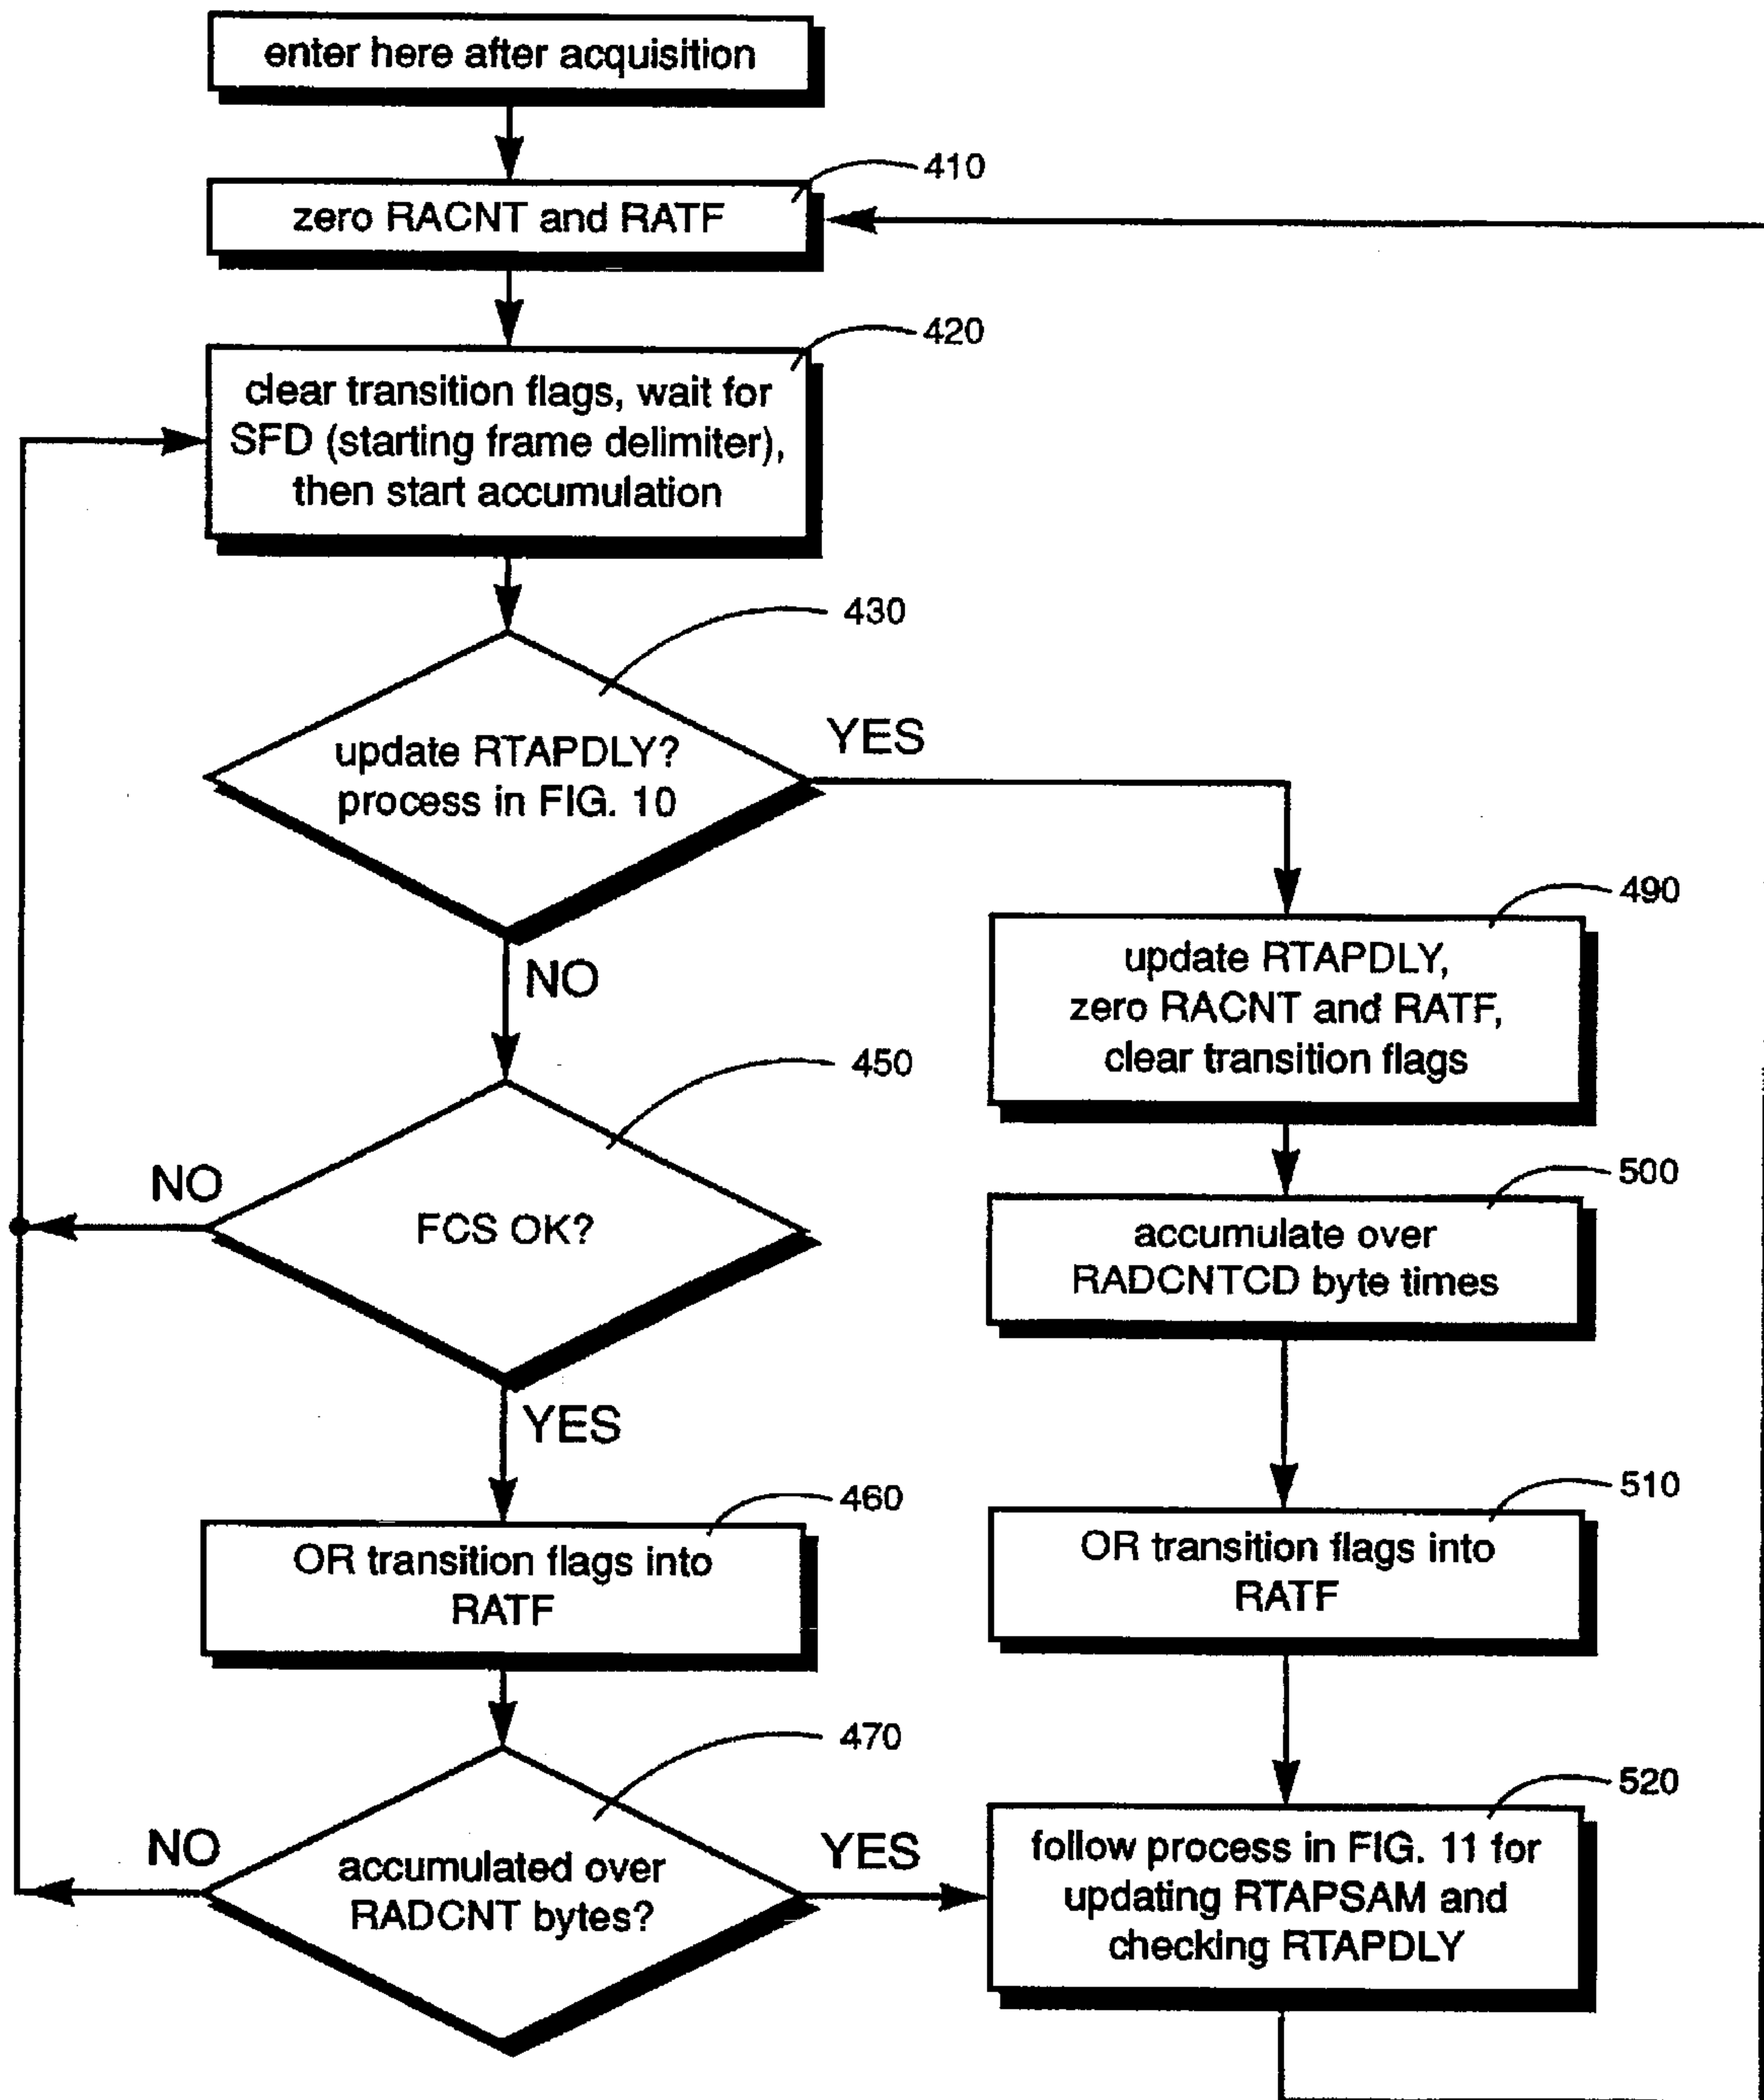 enter here after acquisition
410
zero RACNT and RATF
420
clear transition flags, wait for
SFD (starting frame delimiter),
then start accumulation
430
update RTAPDLY?
process in FIG. 10
YES
NO
490
update RTAPDLY,
zero RACNT and RATF,
clear transition flags
450
FCS OK?
NO
YES
500
accumulate over
RADCNTCD byte times
460
OR transition flags into
RATF
510
OR transition flags into
RATF
470
accumulated over
RADCNT bytes?
NO
YES
520
follow process in FIG. 11 for
updating RTAPSAM and
checking RTAPDLY